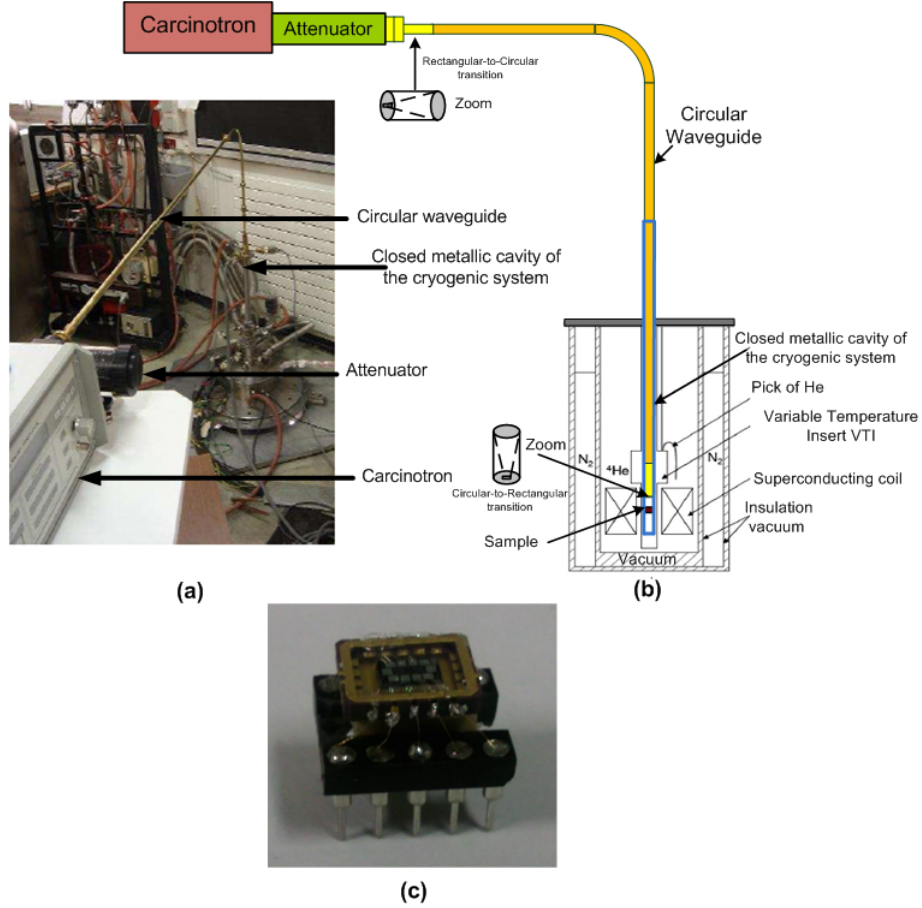 Carcinotron
Attenuator
Rectangular-to-Circular
transition
Zoom
Circular
Waveguide
Circular waveguide
Closed metallic cavity of
the cryogenic system
Attenuator
Carcinotron
(a)
Closed metallic cavity of
the cryogenic system
Pick of He
Variable Temperature
Insert VTI
Zoom
N2
4He
N2
Circular-to-Rectangular
transition
Superconducting coil
Insulation
vacuum
Sample
Vacuum
(b)
(c)